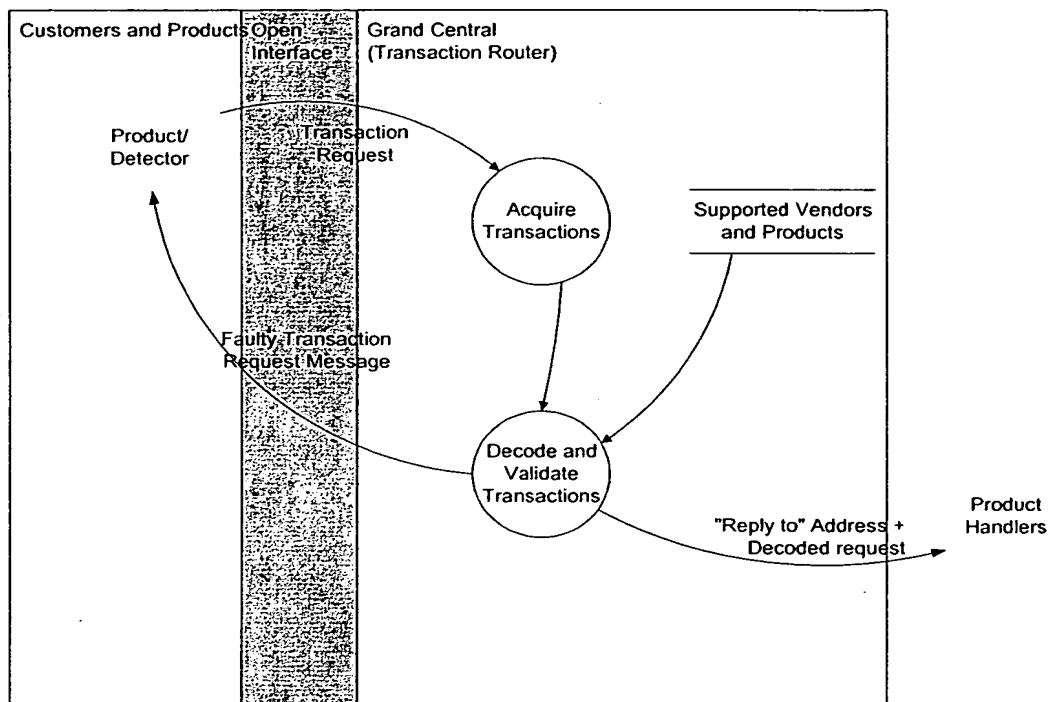 Customers and Products
Open
Interface
Grand Central
(Transaction Router)
Product/
Detector
Transaction
Request
Acquire
Transactions
Supported Vendors
and Products
Faulty Transaction
Request Message
Decode and
Validate
Transactions
"Reply to" Address +
Decoded request
Product
Handlers